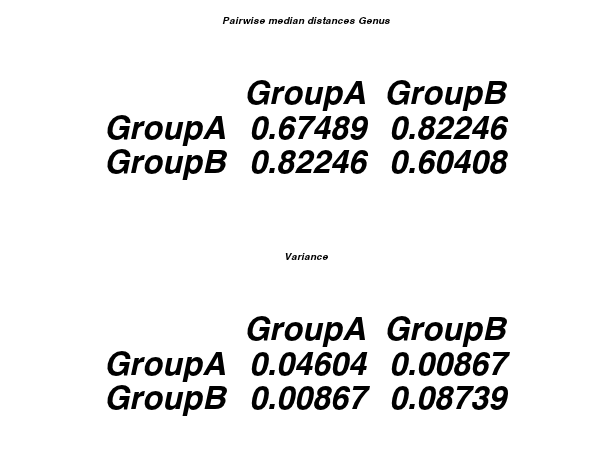 Pairwise median distances Genus
GroupA GroupB
GroupA 0.67489 0.82246
GroupB 0.82246 0.60408
Variance
GroupA GroupB
GroupA 0.04604 0.00867
GroupB 0.00867 0.08739